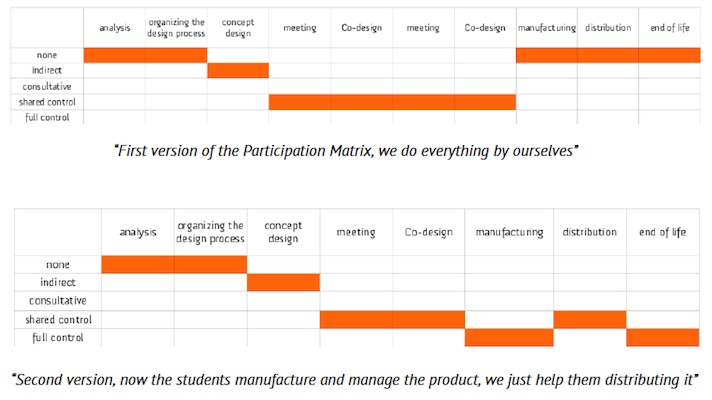 analysis organizing the design process concept design meeting Co-design meeting Co-design manufacturing distribution end of life
none
indirect
consultative
shared control
full control
“First version of the Participation Matrix, we do everything by ourselves”
analysis organizing the design process concept design meeting Co-design manufacturing distribution end of life
none
indirect
consultative
shared control
full control
“Second version, now the students manufacture and manage the product, we just help them distributing it”